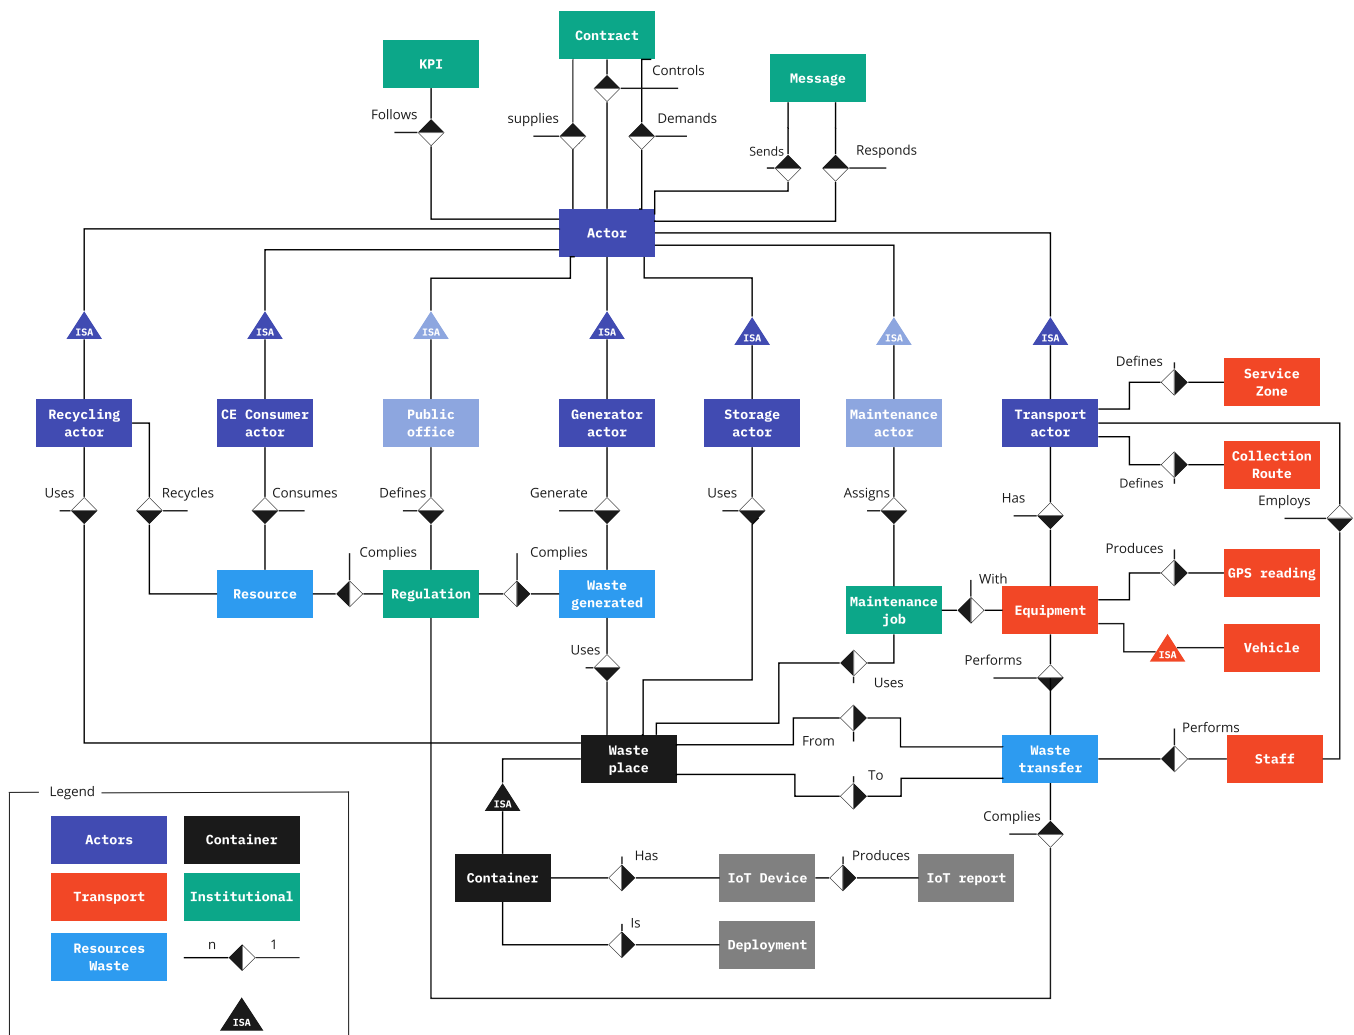 Contract
KPI
Controls
Message
Follows
supplies
Demands
Sends
Responds
Actor
ISA
ISA
ISA
ISA
ISA
ISA
ISA
Defines
Service
Zone
Recycling
actor
CE Consumer
actor
Public
office
Generator
actor
Storage
actor
Maintenance
actor
Transport
actor
Collection
Route
Defines
Uses
Recycles
Consumes
Defines
Generate
Uses
Assigns
Has
Employs
Complies
Complies
Produces
GPS reading
Resource
Regulation
Waste
generated
Maintenance
job
With
Equipment
ISA
Vehicle
Uses
Uses
Performs
From
To
Performs
Waste
place
Waste
transfer
Staff
ISA
Complies
Has
Produces
Container
IoT Device
IoT report
Is
Deployment
Legend
Actors
Container
Transport
Institutional
Resources
Waste
n
1
ISA